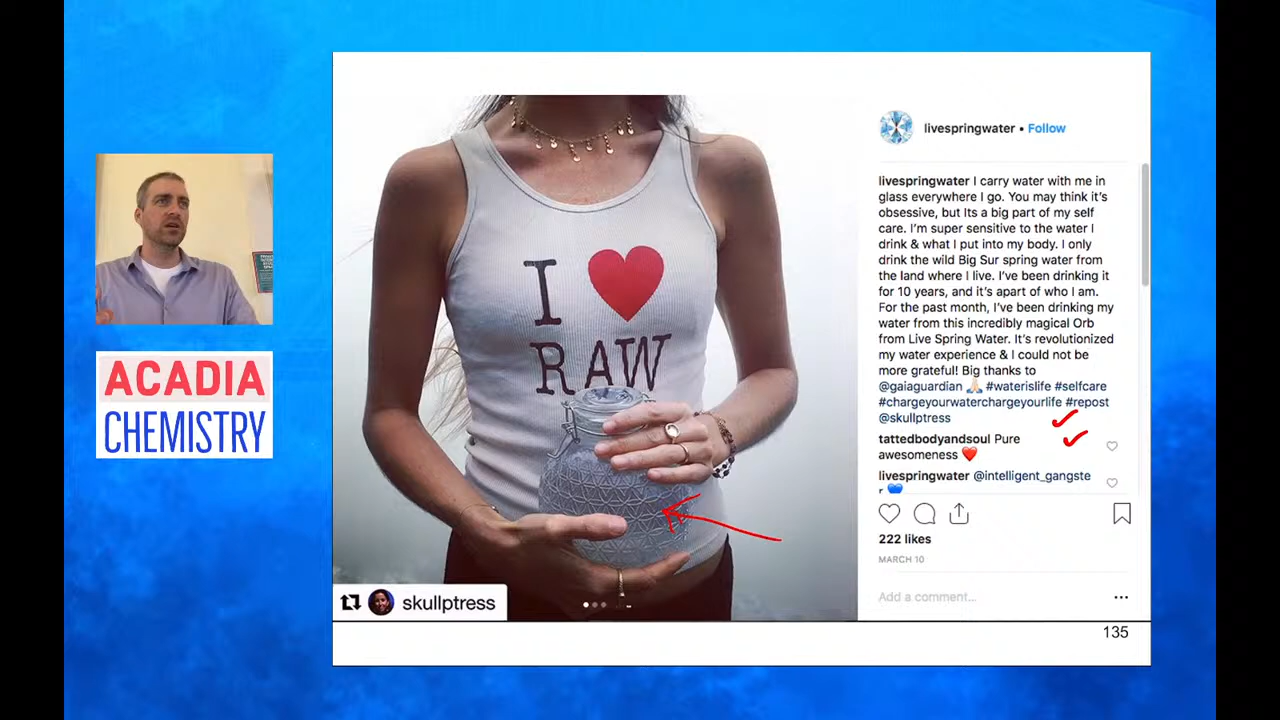 ACADIA
CHEMISTRY
I ❤ RAW
skullptress
livespringwater • Follow
livespringwater I carry water with me in
glass everywhere I go. You may think it's
obsessive, but Its a big part of my self
care. I'm super sensitive to the water I
drink & what I put into my body. I only
drink the wild Big Sur spring water from
the land where I live. I've been drinking it
for 10 years, and it's apart of who I am.
For the past month, I've been drinking my
water from this incredibly magical Orb
from Live Spring Water. It's revolutionized
my water experience & I could not be
more grateful! Big thanks to
@gaiaguardian 🙏🏻 #waterislife #selfcare
#chargeyourwaterchargeyourlife #repost
@skullptress
tattedbodyandsoul Pure
awesomeness ❤️
livespringwater @intelligent_gangste
r 💙
222 likes
MARCH 10
Add a comment...
135